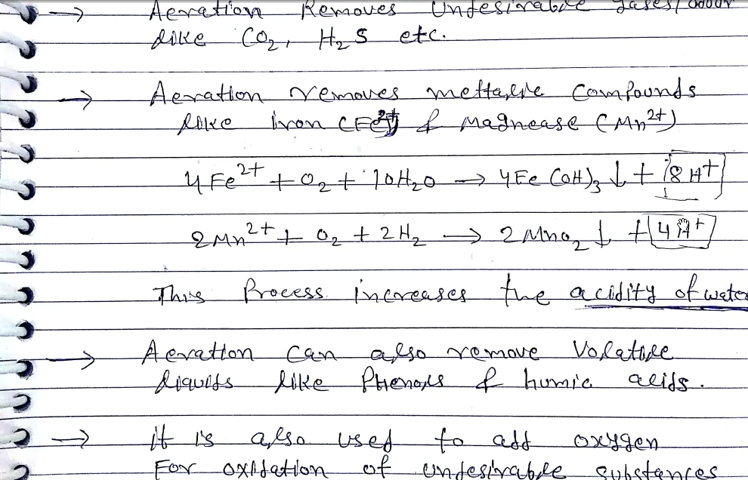 → Aeration Removes Undesirable gases/odour
like CO2, H2S etc.
→ Aeration removes mettalic compounds
like iron (Fe2+) & Magnease (Mn2+)
4Fe2+ + O2 + 10H2O → 4Fe(OH)3 ↓ + 8H+
2Mn2+ + O2 + 2H2 → 2MnO2 ↓ + 4H+
This Process increases the acidity of water
→ Aeration can also remove Volatile
liquids like Phenols & humic acids.
→ it is also used to add oxygen
For oxidation of undesirable substances